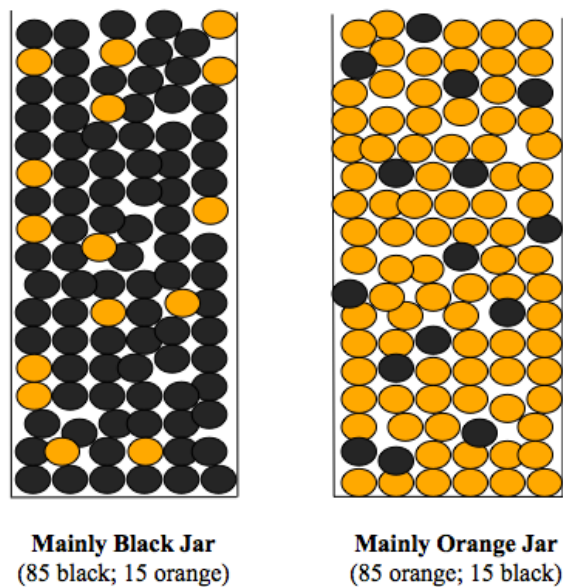 Mainly Black Jar
(85 black; 15 orange)
Mainly Orange Jar
(85 orange; 15 black)